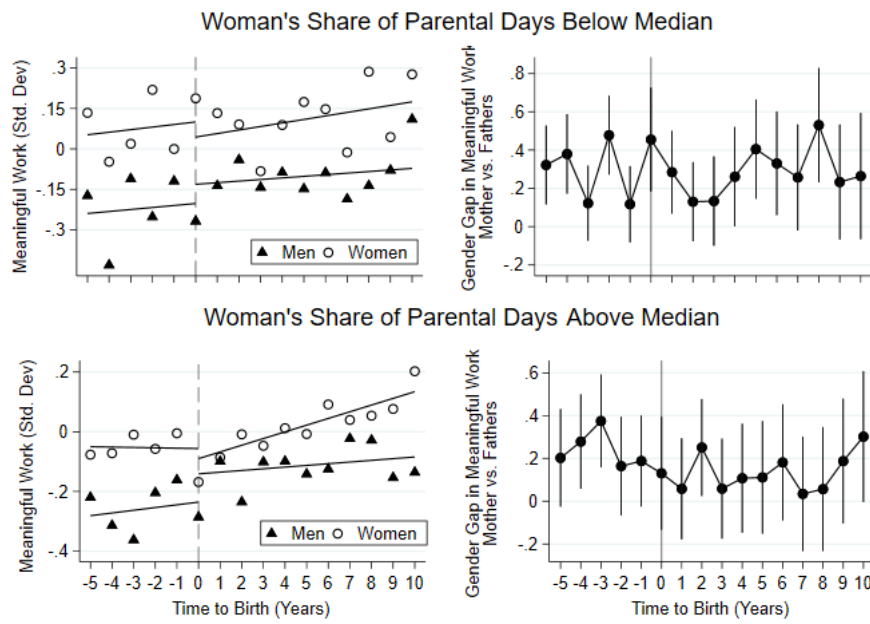 Woman's Share of Parental Days Below Median
Meaningful Work (Std. Dev)
.3
.15
0
-.15
-.3
Men
Women
Gender Gap in Meaningful Work
Mother vs. Fathers
.8
.6
.4
.2
0
-.2
Woman's Share of Parental Days Above Median
Meaningful Work (Std. Dev)
.2
0
-.2
-.4
Men
Women
-5 -4 -3 -2 -1 0 1 2 3 4 5 6 7 8 9 10
Time to Birth (Years)
Gender Gap in Meaningful Work
Mother vs. Fathers
.6
.4
.2
0
-.2
-5 -4 -3 -2 -1 0 1 2 3 4 5 6 7 8 9 10
Time to Birth (Years)